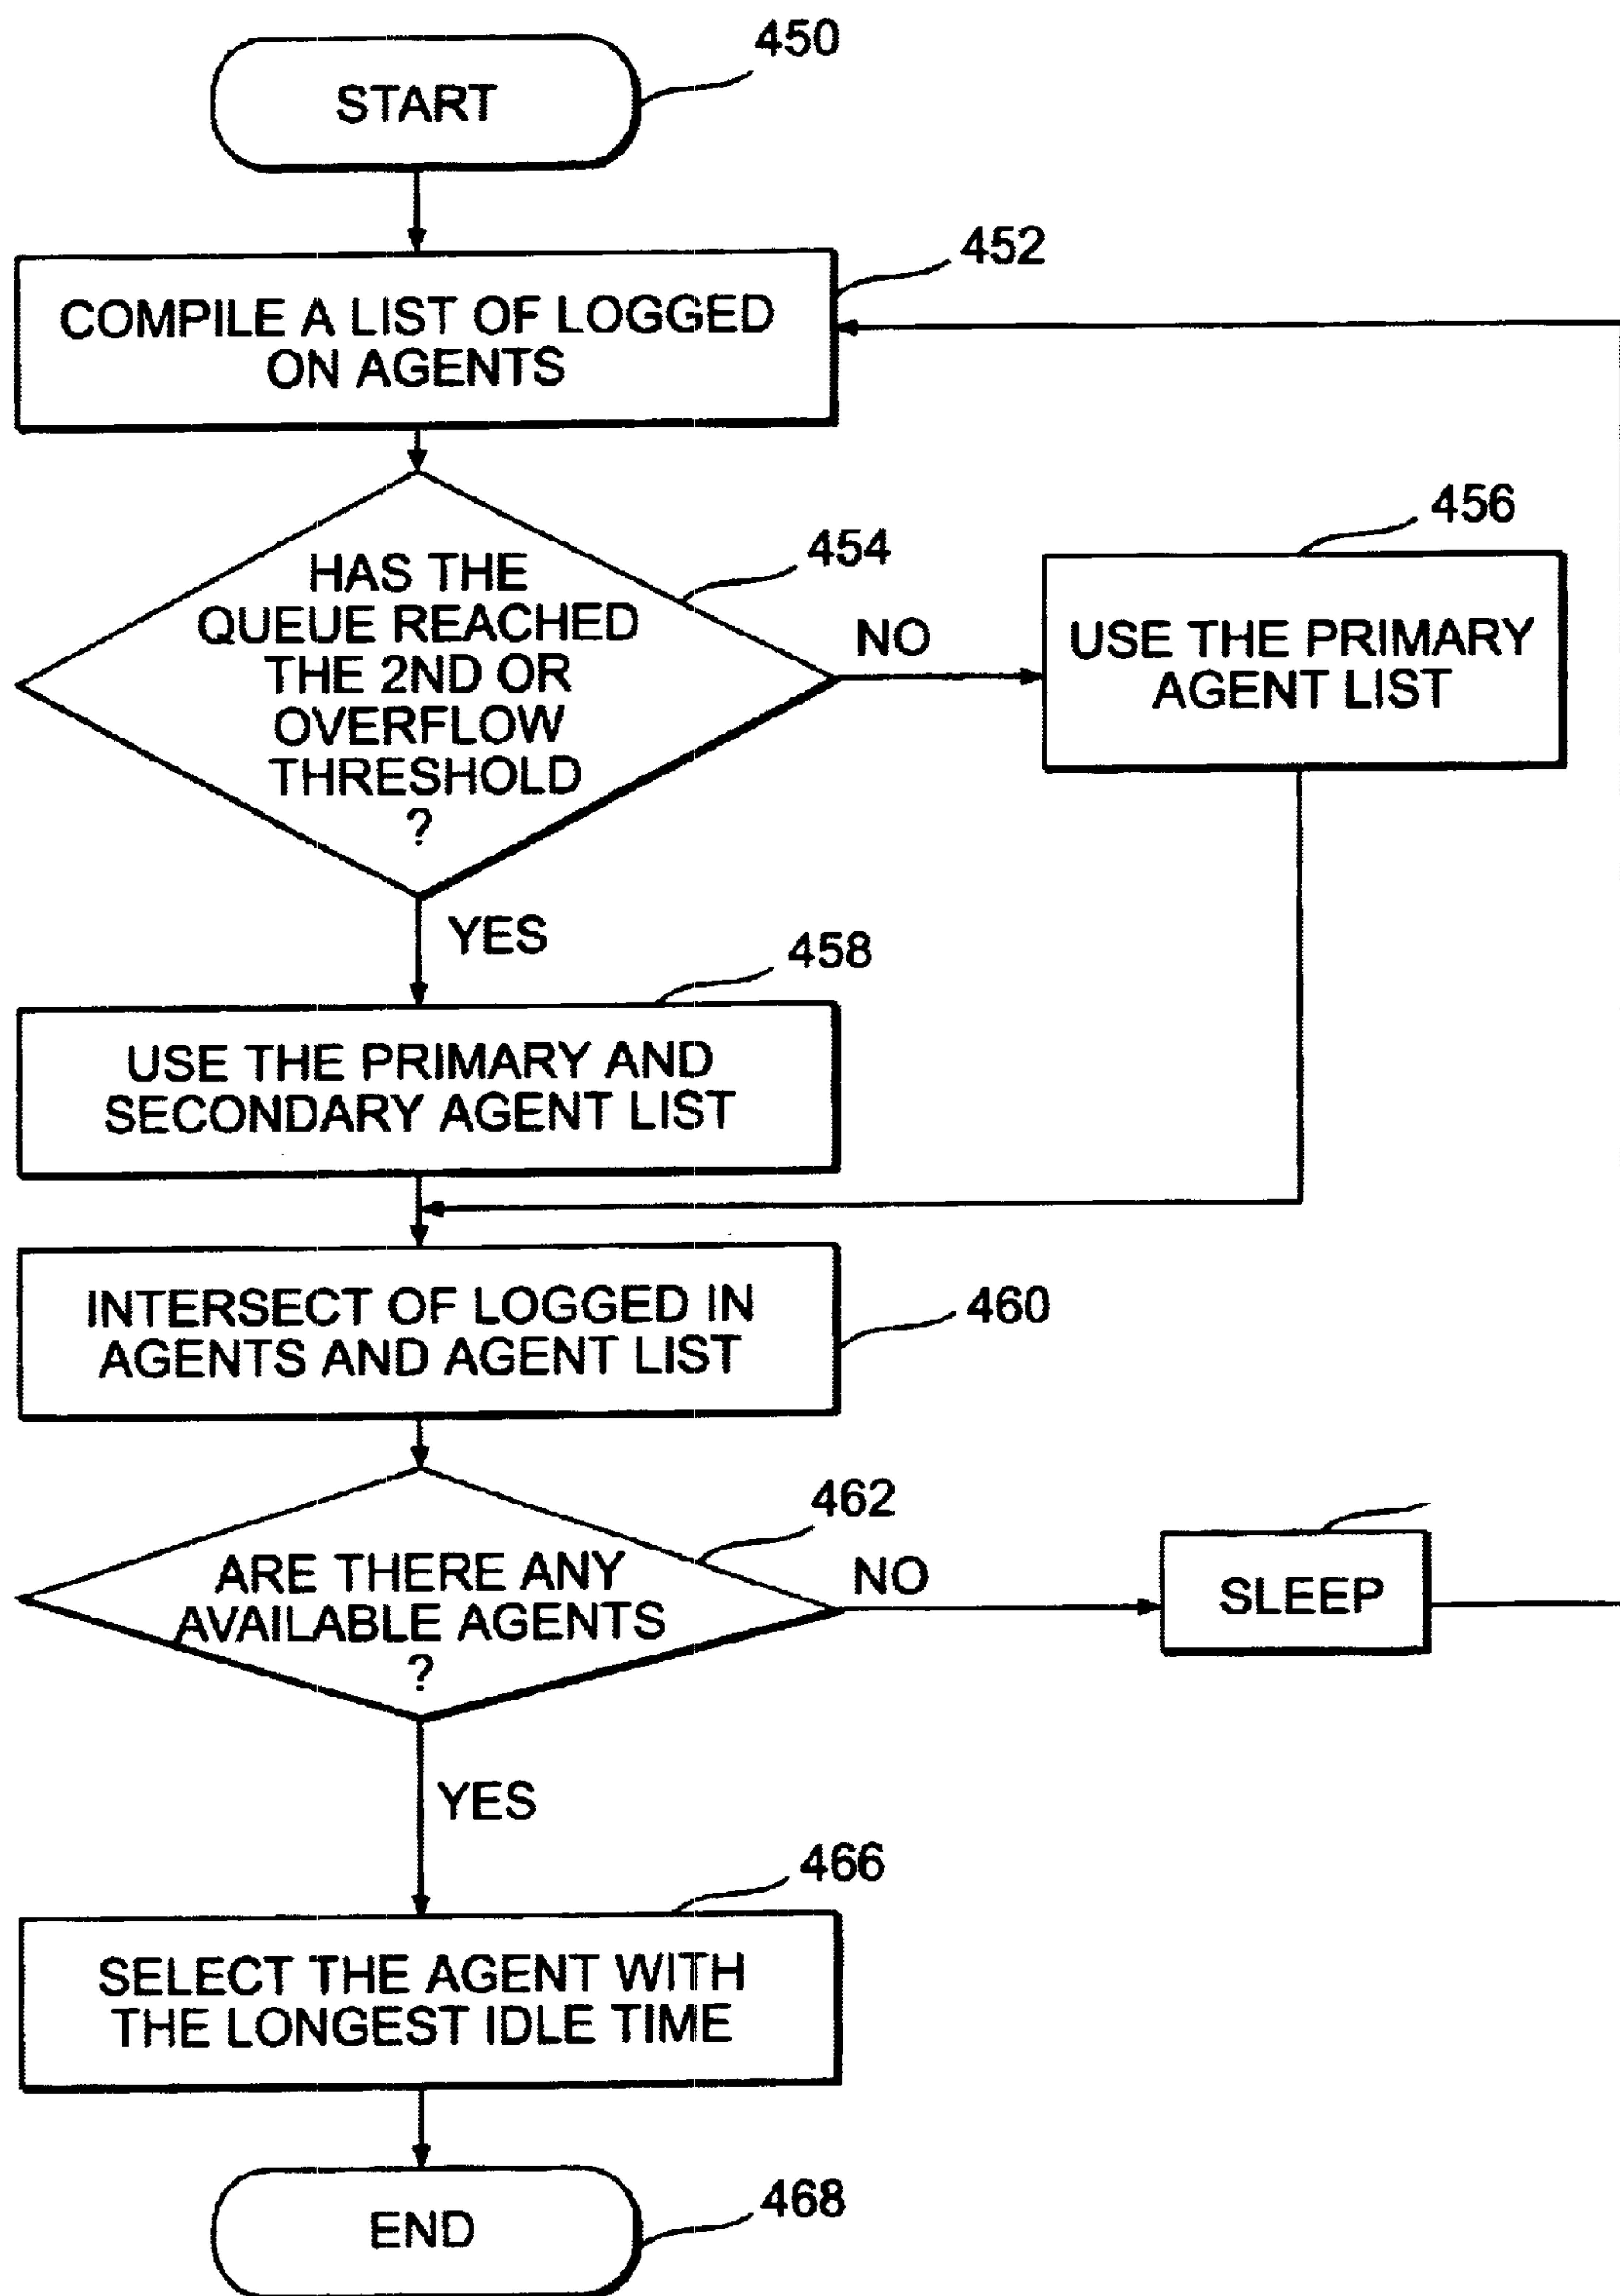 450
START
452
COMPILE A LIST OF LOGGED
ON AGENTS
454
HAS THE
QUEUE REACHED
THE 2ND OR
OVERFLOW
THRESHOLD
?
NO
456
USE THE PRIMARY
AGENT LIST
YES
458
USE THE PRIMARY AND
SECONDARY AGENT LIST
INTERSECT OF LOGGED IN
AGENTS AND AGENT LIST
460
462
ARE THERE ANY
AVAILABLE AGENTS
?
NO
SLEEP
YES
466
SELECT THE AGENT WITH
THE LONGEST IDLE TIME
END
468